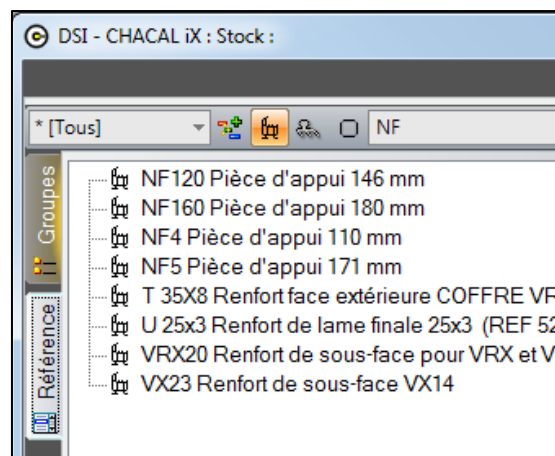 DSI - CHACAL iX : Stock :
* [Tous]
NF
Groupes
Référence
NF120 Pièce d'appui 146 mm
NF160 Pièce d'appui 180 mm
NF4 Pièce d'appui 110 mm
NF5 Pièce d'appui 171 mm
T 35X8 Renfort face extérieure COFFRE VR
U 25x3 Renfort de lame finale 25x3 (REF 52
VRX20 Renfort de sous-face pour VRX et V
VX23 Renfort de sous-face VX14